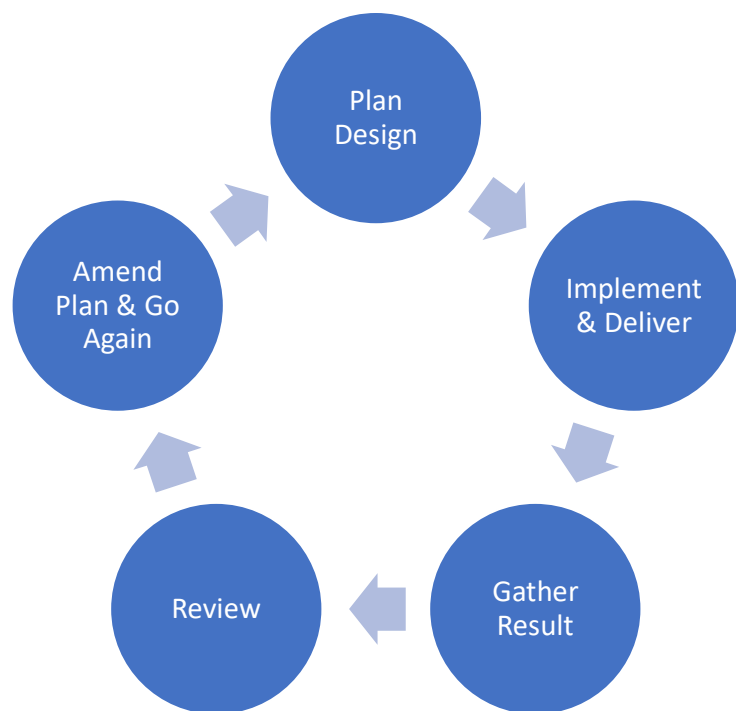 Plan
Design
Implement
& Deliver
Gather
Result
Review
Amend
Plan & Go
Again